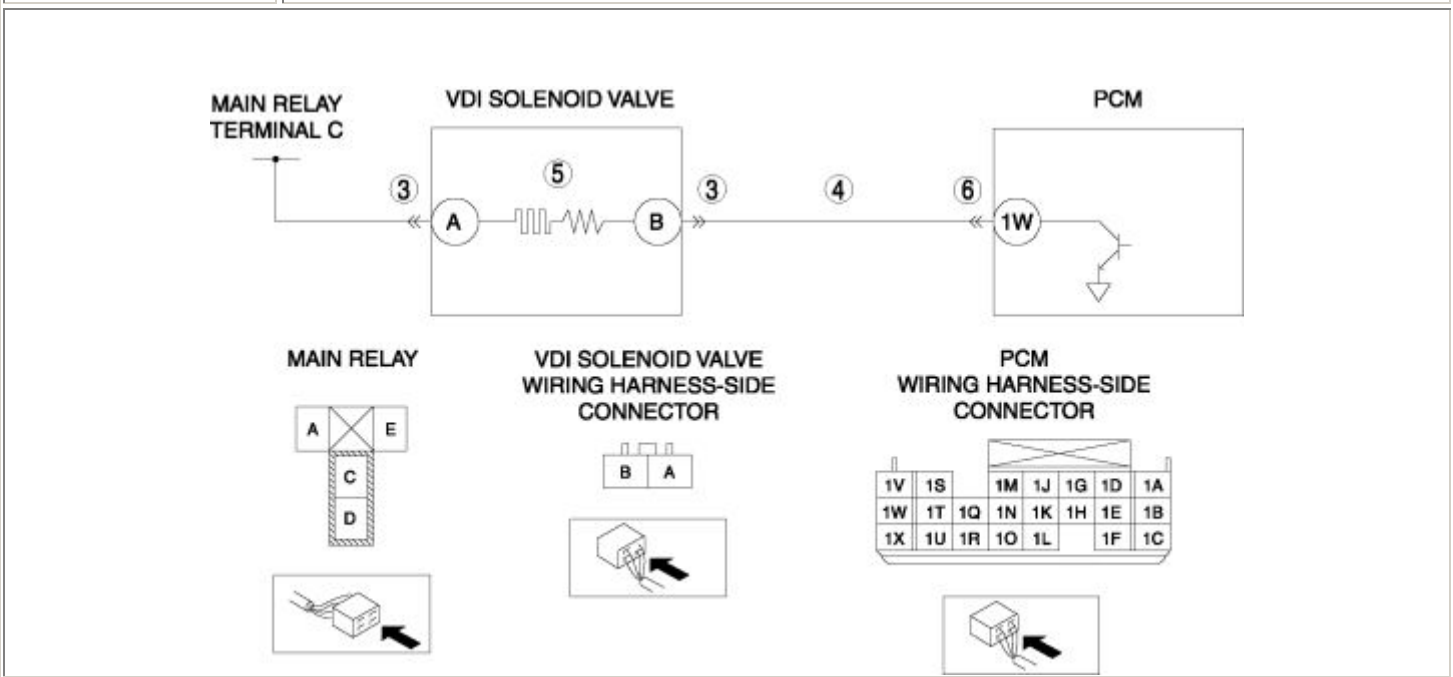 MAIN RELAY
TERMINAL C
VDI SOLENOID VALVE
PCM
3
5
3
4
6
A
B
1W
MAIN RELAY
VDI SOLENOID VALVE
WIRING HARNESS-SIDE
CONNECTOR
PCM
WIRING HARNESS-SIDE
CONNECTOR
A E
C
D
B A
1V 1S 1M 1J 1G 1D 1A
1W 1T 1Q 1N 1K 1H 1E 1B
1X 1U 1R 1O 1L 1F 1C